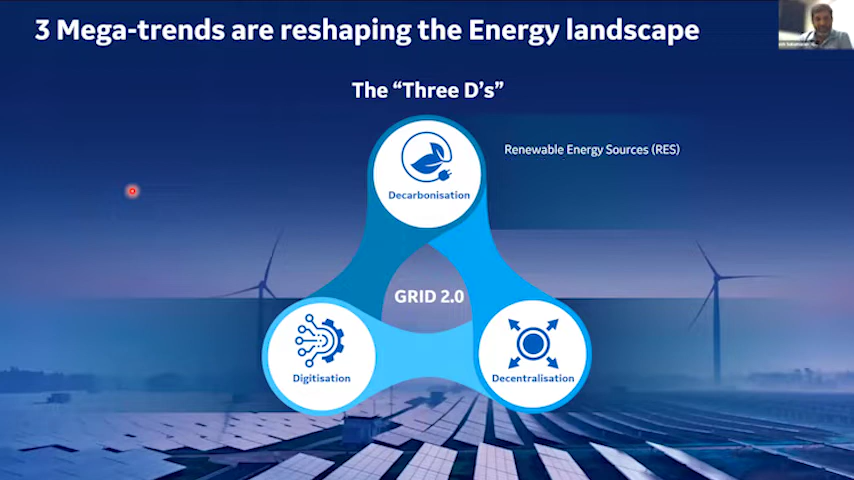 3 Mega-trends are reshaping the Energy landscape
The “Three D’s”
Renewable Energy Sources (RES)
Decarbonisation
GRID 2.0
Digitisation
Decentralisation